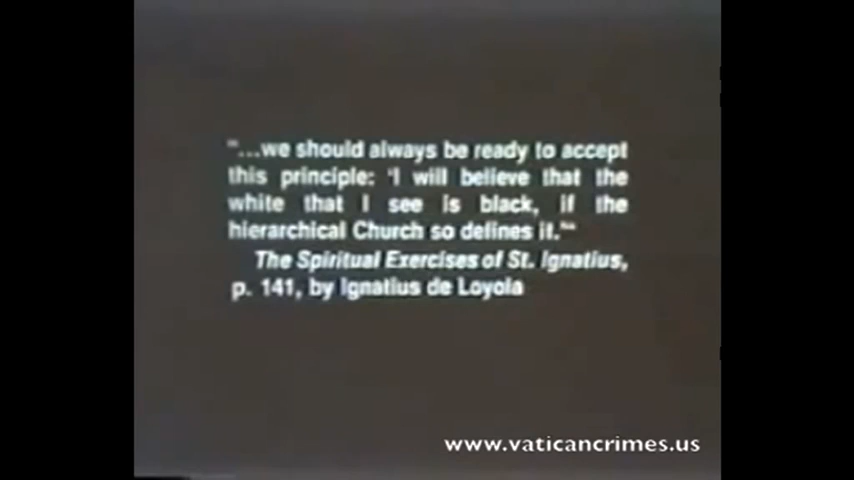 "...we should always be ready to accept
this principle: 'I will believe that the
white that I see is black, if the
hierarchical Church so defines it.'"
The Spiritual Exercises of St. Ignatius,
p. 141, by Ignatius de Loyola
www.vaticancrimes.us